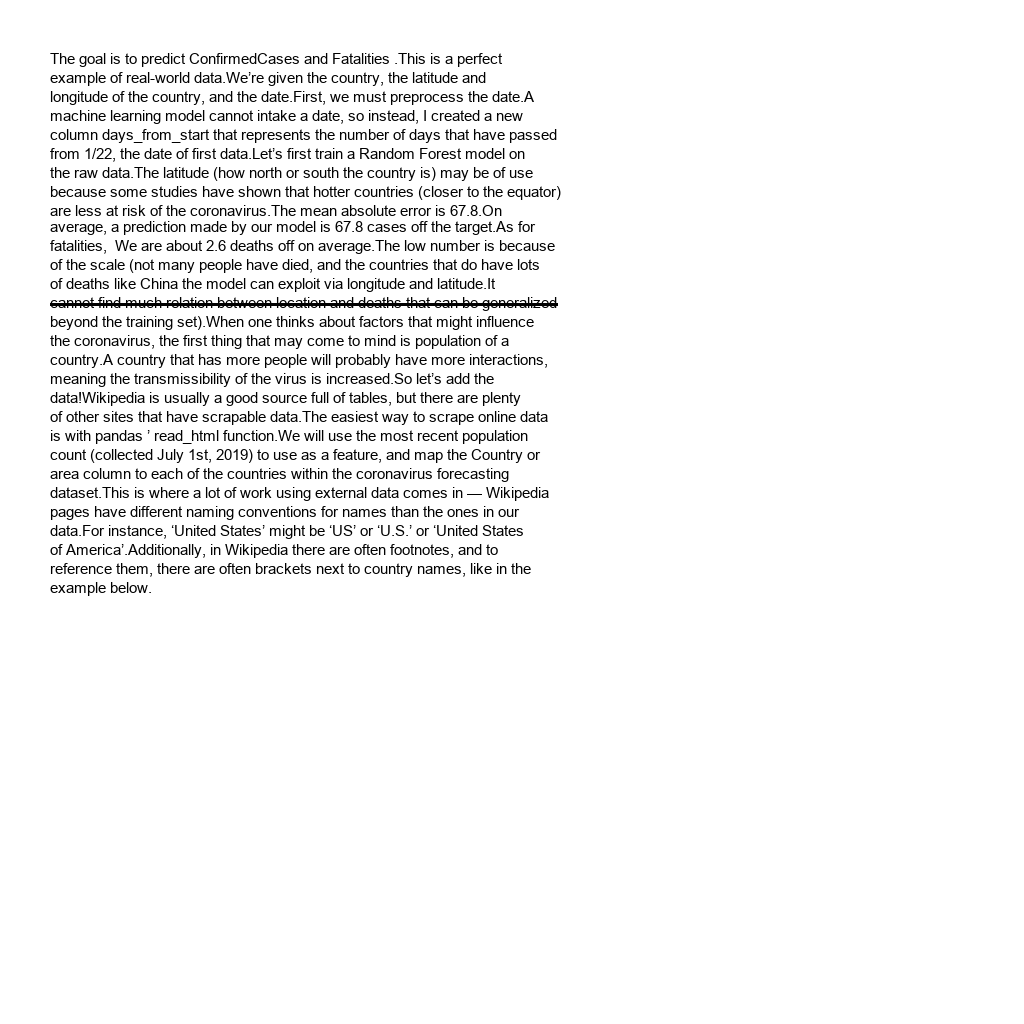 The goal is to predict ConfirmedCases and Fatalities .This is a perfect
example of real-world data.We’re given the country, the latitude and
longitude of the country, and the date.First, we must preprocess the date.A
machine learning model cannot intake a date, so instead, I created a new
column days_from_start that represents the number of days that have passed
from 1/22, the date of first data.Let’s first train a Random Forest model on
the raw data.The latitude (how north or south the country is) may be of use
because some studies have shown that hotter countries (closer to the equator)
are less at risk of the coronavirus.The mean absolute error is 67.8.On
average, a prediction made by our model is 67.8 cases off the target.As for
fatalities,  We are about 2.6 deaths off on average.The low number is because
of the scale (not many people have died, and the countries that do have lots
of deaths like China the model can exploit via longitude and latitude.It
cannot find much relation between location and deaths that can be generalized
beyond the training set).When one thinks about factors that might influence
the coronavirus, the first thing that may come to mind is population of a
country.A country that has more people will probably have more interactions,
meaning the transmissibility of the virus is increased.So let’s add the
data!Wikipedia is usually a good source full of tables, but there are plenty
of other sites that have scrapable data.The easiest way to scrape online data
is with pandas ’ read_html function.We will use the most recent population
count (collected July 1st, 2019) to use as a feature, and map the Country or
area column to each of the countries within the coronavirus forecasting
dataset.This is where a lot of work using external data comes in — Wikipedia
pages have different naming conventions for names than the ones in our
data.For instance, ‘United States’ might be ‘US’ or ‘U.S.’ or ‘United States
of America’.Additionally, in Wikipedia there are often footnotes, and to
reference them, there are often brackets next to country names, like in the
example below.